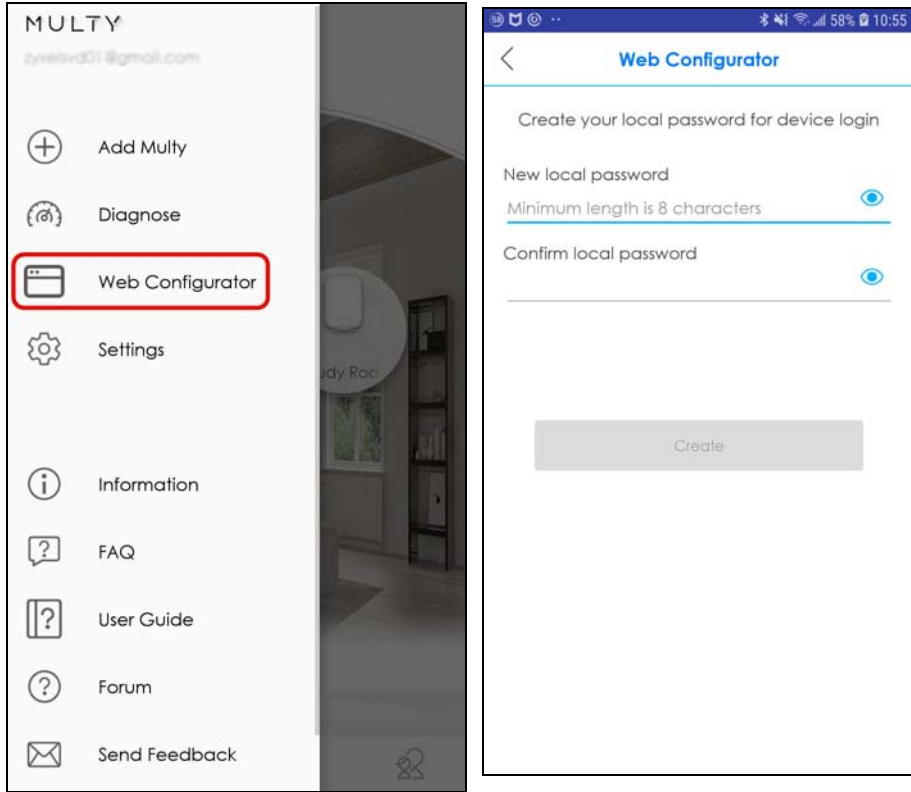 MULTY
Add Multy
Diagnose
Web Configurator
Settings
Information
FAQ
User Guide
Forum
Send Feedback
58% 10:55
Web Configurator
Create your local password for device login
New local password
Minimum length is 8 characters
Confirm local password
Create